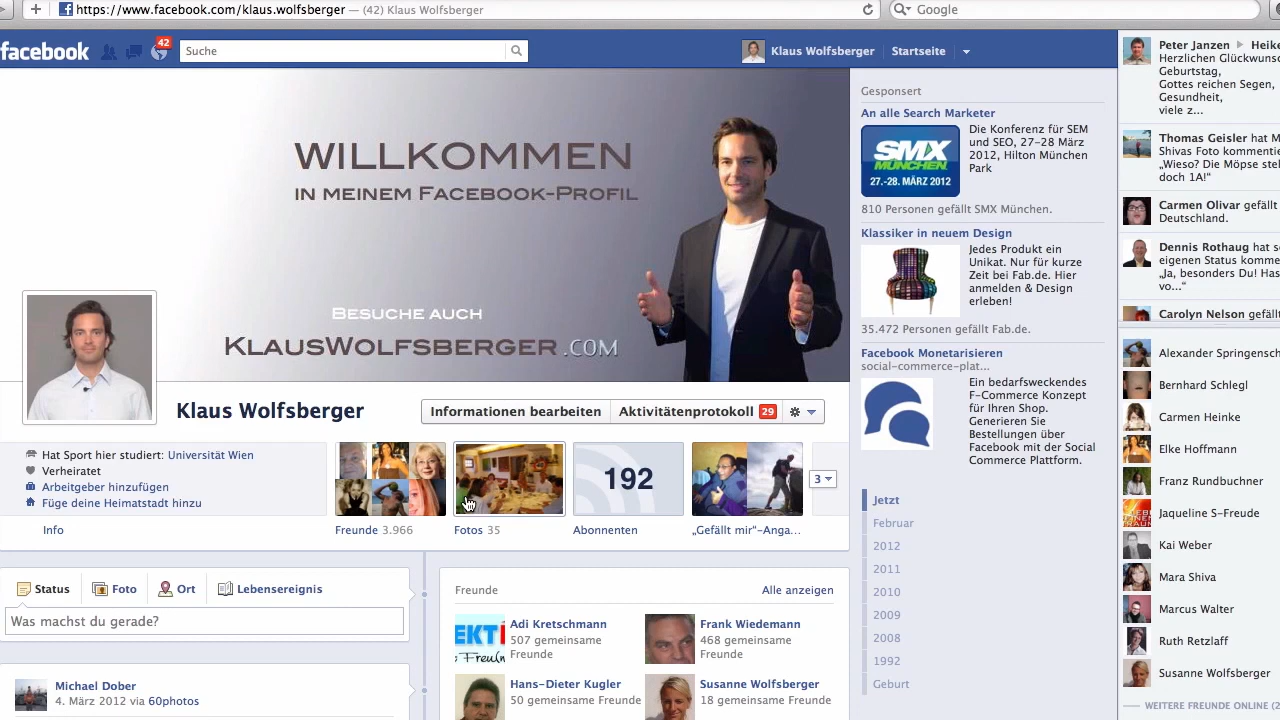 https://www.facebook.com/klaus.wolfsberger — (42) Klaus Wolfsberger
Google
facebook
42
Suche
Klaus Wolfsberger
Startseite
WILLKOMMEN
IN MEINEM FACEBOOK-PROFIL
BESUCHE AUCH
KLAUSWOLFSBERGER.COM
Klaus Wolfsberger
Informationen bearbeiten
Aktivitätenprotokoll 29
Hat Sport hier studiert: Universität Wien
Verheiratet
Arbeitgeber hinzufügen
Füge deine Heimatstadt hinzu
Info
Freunde 3.966
Fotos 35
192
Abonnenten
„Gefällt mir“-Anga...
3
Status
Foto
Ort
Lebensereignis
Was machst du gerade?
Michael Dober
4. März 2012 via 60photos
Freunde
Alle anzeigen
EKTi
Adi Kretschmann
507 gemeinsame
Freunde
Frank Wiedemann
468 gemeinsame
Freunde
Hans-Dieter Kugler
50 gemeinsame Freunde
Susanne Wolfsberger
18 gemeinsame Freunde
Gesponsert
An alle Search Marketer
SMX
MÜNCHEN
27.-28. MÄRZ 2012
Die Konferenz für SEM
und SEO, 27-28 März
2012, Hilton München
Park
810 Personen gefällt SMX München.
Klassiker in neuem Design
Jedes Produkt ein
Unikat. Nur für kurze
Zeit bei Fab.de. Hier
anmelden & Design
erleben!
35.472 Personen gefällt Fab.de.
Facebook Monetarisieren
social-commerce-plat...
Ein bedarfsweckendes
F-Commerce Konzept
für Ihren Shop.
Generieren Sie
Bestellungen über
Facebook mit der Social
Commerce Plattform.
Jetzt
Februar
2012
2011
2010
2009
2008
1992
Geburt
Peter Janzen ▶ Heike
Herzlichen Glückwuns
Geburtstag,
Gottes reichen Segen,
Gesundheit,
viele z...
Thomas Geisler hat M
Shivas Foto kommentie
„Wieso? Die Möpse ste
doch 1A!“
Carmen Olivar gefällt
Deutschland.
Dennis Rothaug hat s
eigenen Status komme
„Ja, besonders Du! Has
vo...“
Carolyn Nelson gefällt
Alexander Springensch
Bernhard Schlegl
Carmen Heinke
Elke Hoffmann
Franz Rundbuchner
Jaqueline S-Freude
Kai Weber
Mara Shiva
Marcus Walter
Ruth Retzlaff
Susanne Wolfsberger
WEITERE FREUNDE ONLINE (2